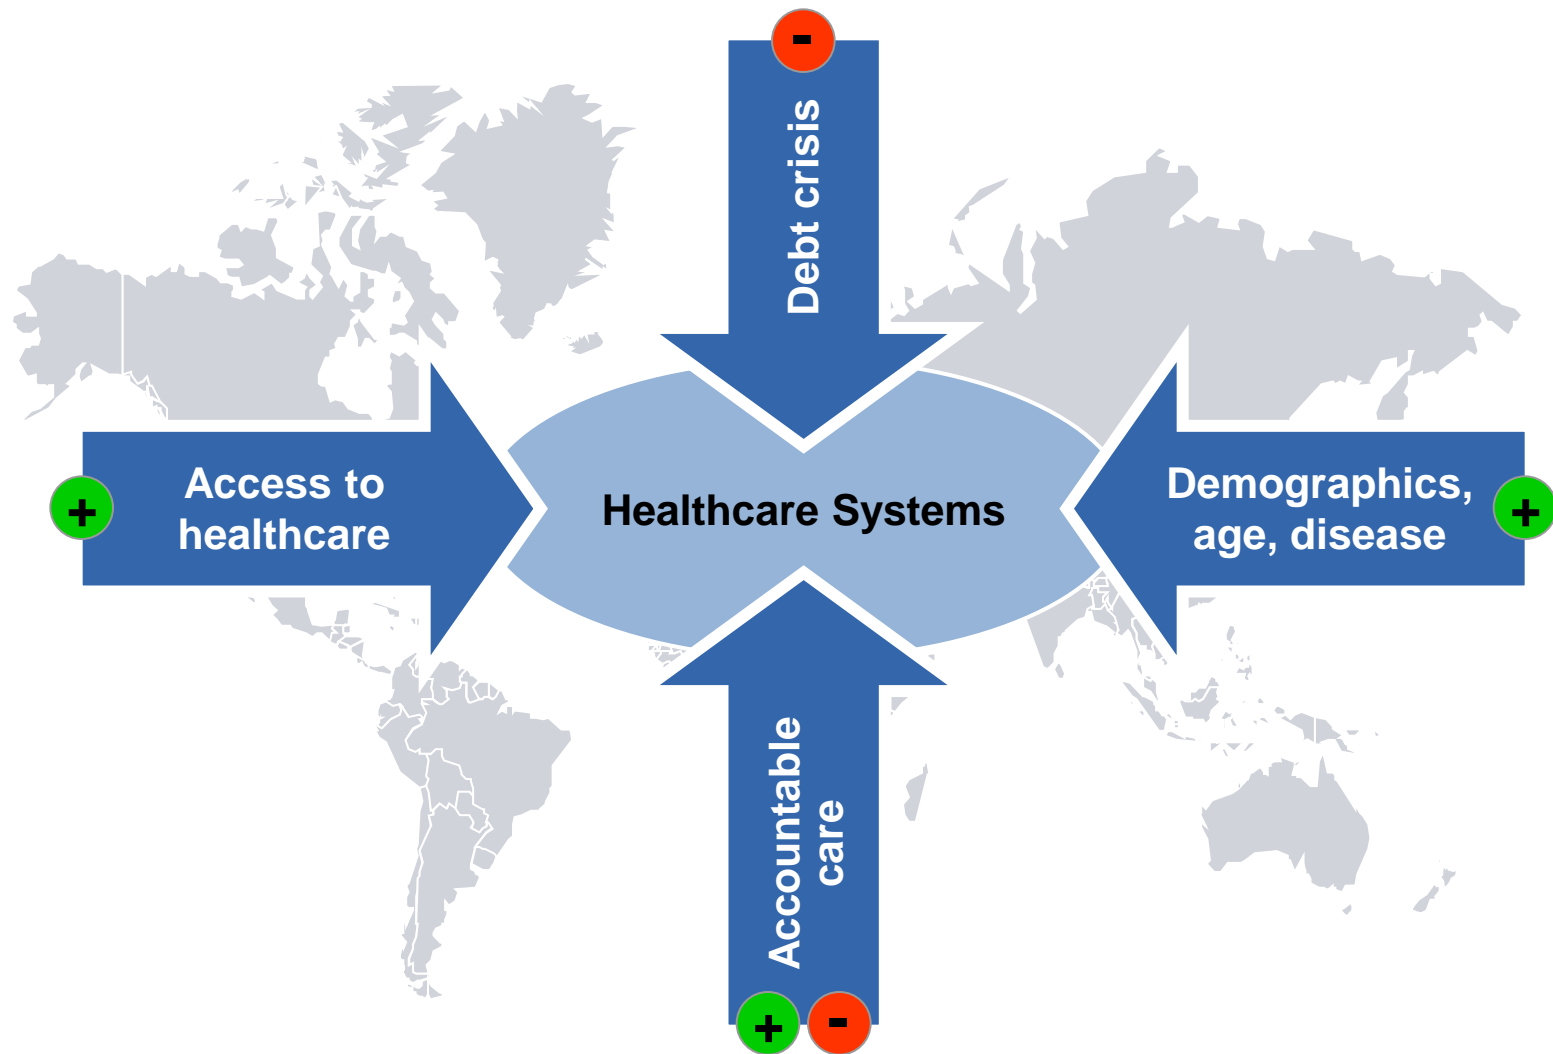 -
Debt crisis
+
Access to
healthcare
Healthcare Systems
Demographics,
age, disease
+
Accountable
care
+
-